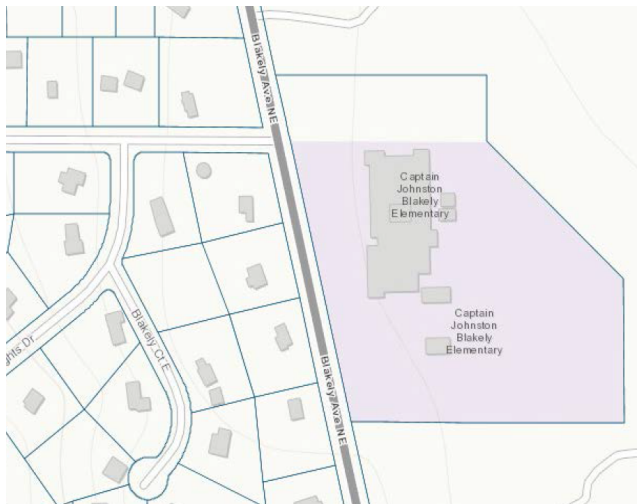 Blakely Ave NE
Captain
Johnston
Blakely
Elementary
Captain
Johnston
Blakely
Elementary
Blakely Ct E
ghts Dr
Blakely Ave NE